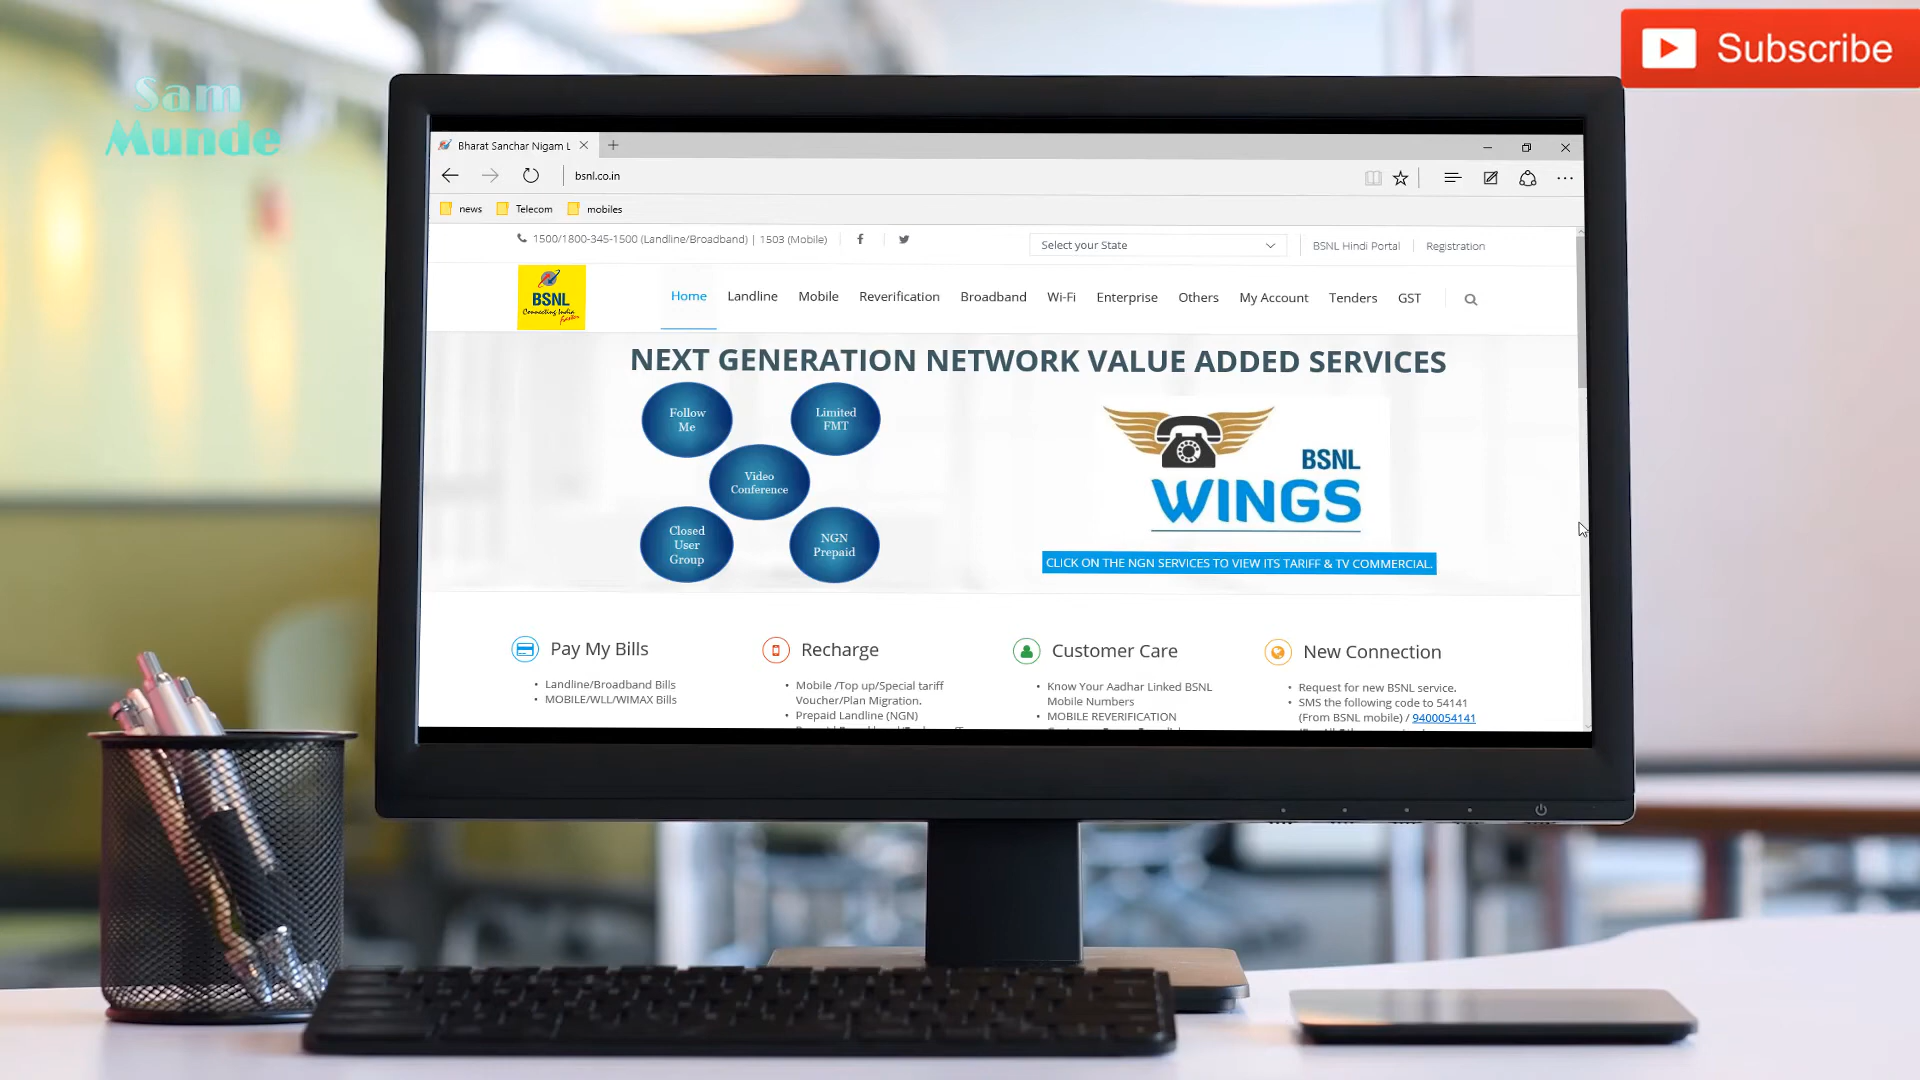 Subscribe
Sam
Munde
Bharat Sanchar Nigam L
bsnl.co.in
news Telecom mobiles
1500/1800-345-1500 (Landline/Broadband) | 1503 (Mobile)
Select your State
BSNL Hindi Portal
Registration
BSNL
Connecting India
faster
Home Landline Mobile Reverification Broadband Wi-Fi Enterprise Others My Account Tenders GST
NEXT GENERATION NETWORK VALUE ADDED SERVICES
Follow
Me
Limited
FMT
Video
Conference
Closed
User
Group
NGN
Prepaid
BSNL
WINGS
CLICK ON THE NGN SERVICES TO VIEW ITS TARIFF & TV COMMERCIAL.
Pay My Bills
• Landline/Broadband Bills
• MOBILE/WLL/WIMAX Bills
Recharge
• Mobile /Top up/Special tariff
Voucher/Plan Migration.
• Prepaid Landline (NGN)
Customer Care
• Know Your Aadhar Linked BSNL
Mobile Numbers
• MOBILE REVERIFICATION
New Connection
• Request for new BSNL service.
• SMS the following code to 54141
(From BSNL mobile) / 9400054141